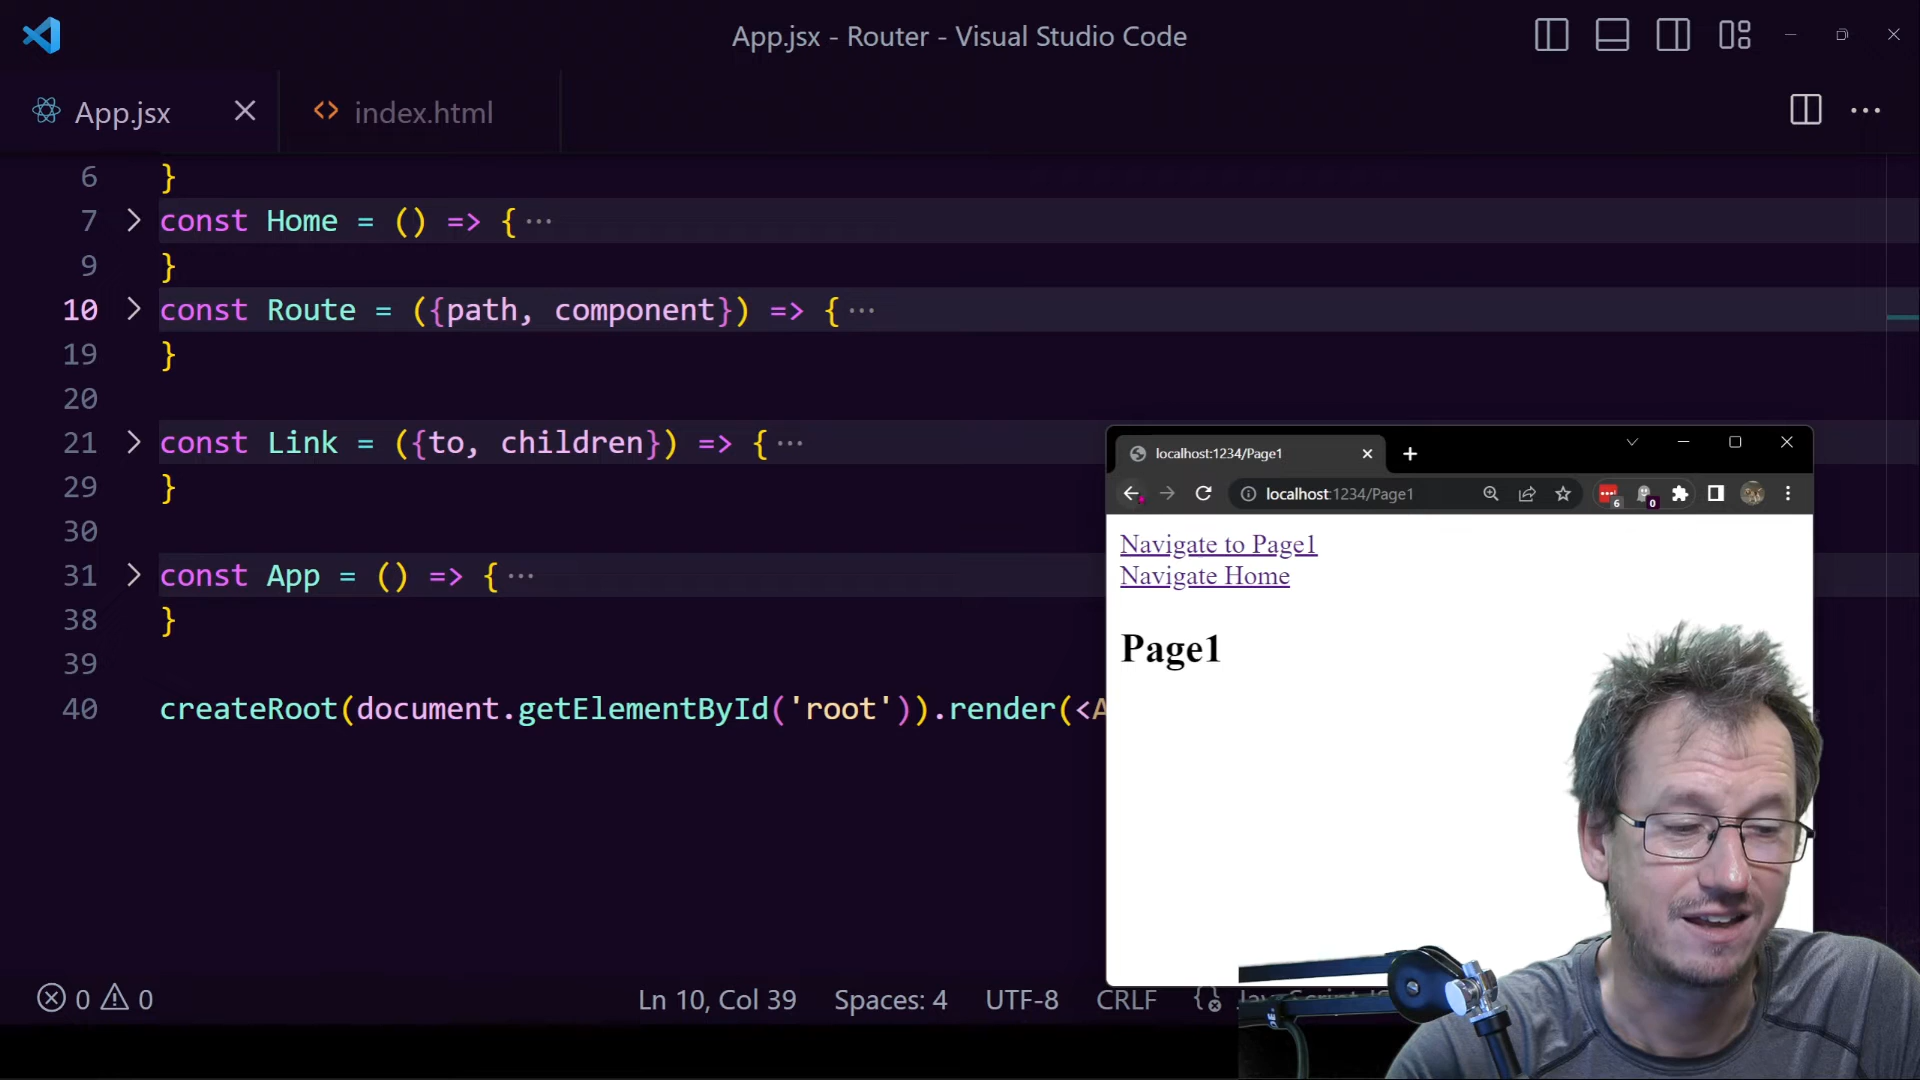 App.jsx - Router - Visual Studio Code
App.jsx
index.html
6 }
7 const Home = () => { ···
9 }
10 const Route = ({path, component}) => { ···
19 }
20
21 const Link = ({to, children}) => { ···
29 }
30
31 const App = () => { ···
38 }
39
40 createRoot(document.getElementById('root')).render(<A
localhost:1234/Page1
localhost:1234/Page1
6
0
Navigate to Page1
Navigate Home
Page1
0
0
Ln 10, Col 39
Spaces: 4
UTF-8
CRLF